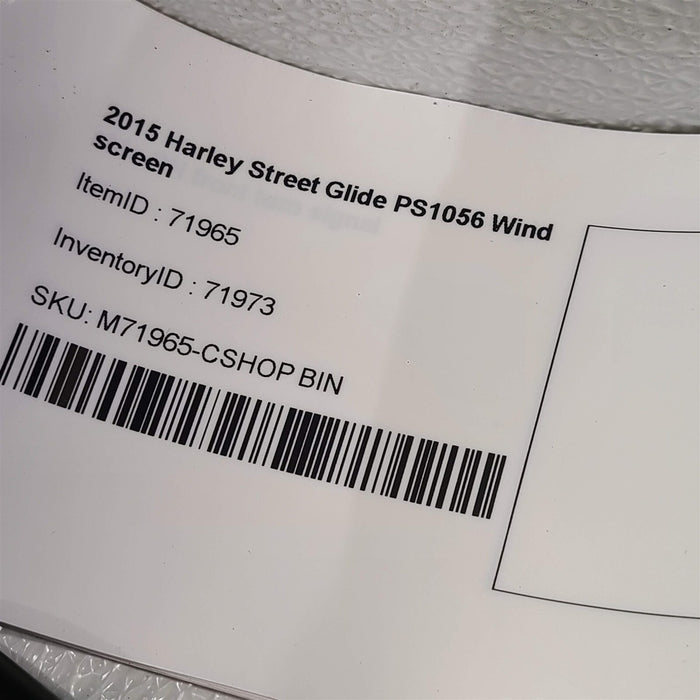 2015 Harley Street Glide PS1056 Wind
screen
ItemID : 71965
InventoryID : 71973
SKU: M71965-CSHOP BIN